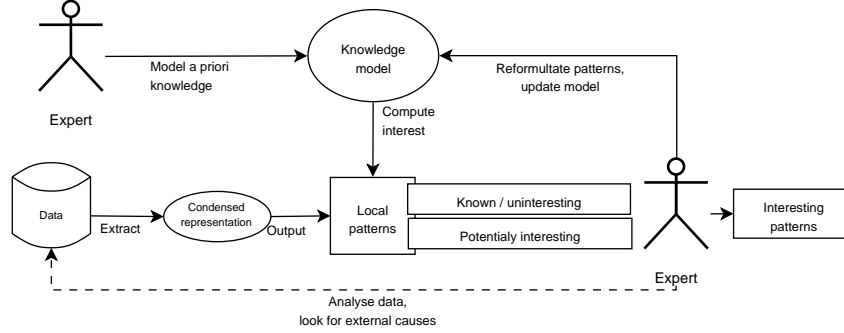 Knowledge
model
Model a priori
knowledge
Reformultate patterns,
update model
Expert
Compute
interest
Data
Extract
Condensed
representation
Output
Local
patterns
Known / uninteresting
Potentialy interesting
Interesting
patterns
Expert
Analyse data,
look for external causes